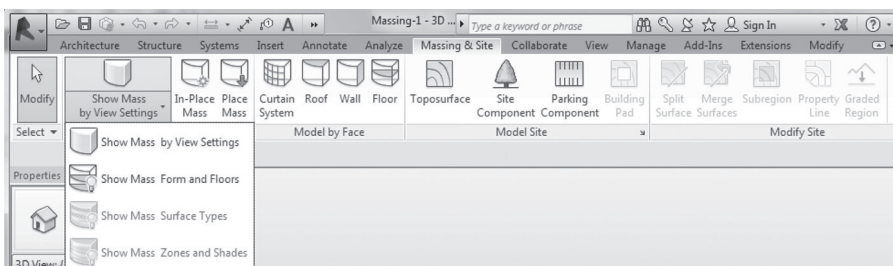 Massing-1 - 3D ... Type a keyword or phrase Sign In
Architecture Structure Systems Insert Annotate Analyze Massing & Site Collaborate View Manage Add-Ins Extensions Modify
Modify
Show Mass
by View Settings
In-Place
Mass
Place
Mass
Curtain
System
Roof
Wall
Floor
Toposurface
Site
Component
Parking
Component
Building
Pad
Split
Surface
Merge
Surfaces
Subregion
Property
Line
Graded
Region
Select Model by Face Model Site Modify Site
Show Mass by View Settings
Properties
Show Mass Form and Floors
Show Mass Surface Types
Show Mass Zones and Shades
3D View: